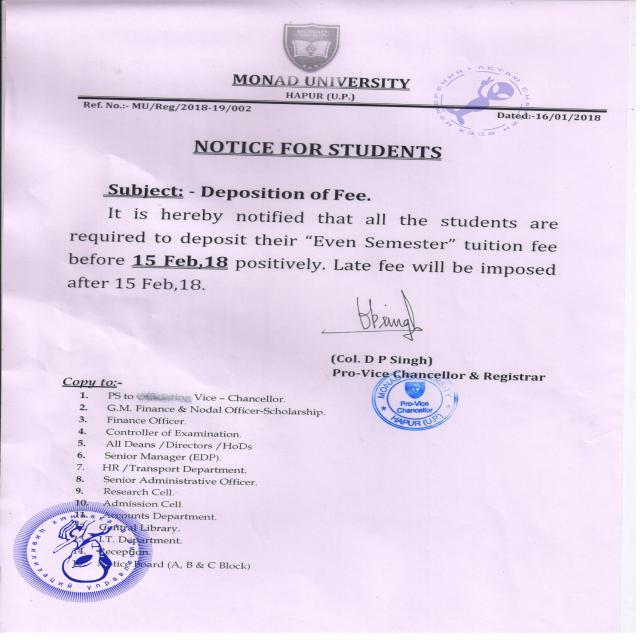 MONAD UNIVERSITY
HAPUR (U.P.)
Ref. No.:- MU/Reg/2018-19/002
Dated:-16/01/2018
NOTICE FOR STUDENTS
Subject: - Deposition of Fee.
It is hereby notified that all the students are
required to deposit their “Even Semester” tuition fee
before 15 Feb,18 positively. Late fee will be imposed
after 15 Feb,18.
(Col. D P Singh)
Pro-Vice Chancellor & Registrar
MONAD UNIVERSITY
Pro-Vice
Chancellor
HAPUR (U.P.)
Copy to:-
1. PS to Vice – Chancellor.
2. G.M. Finance & Nodal Officer-Scholarship.
3. Finance Officer.
4. Controller of Examination.
5. All Deans /Directors /HoDs
6. Senior Manager (EDP).
7. HR /Transport Department.
8. Senior Administrative Officer.
9. Research Cell.
10. Admission Cell.
11. Accounts Department.
12. Central Library.
13. I.T. Department.
14. Reception.
Notice Board (A, B & C Block)